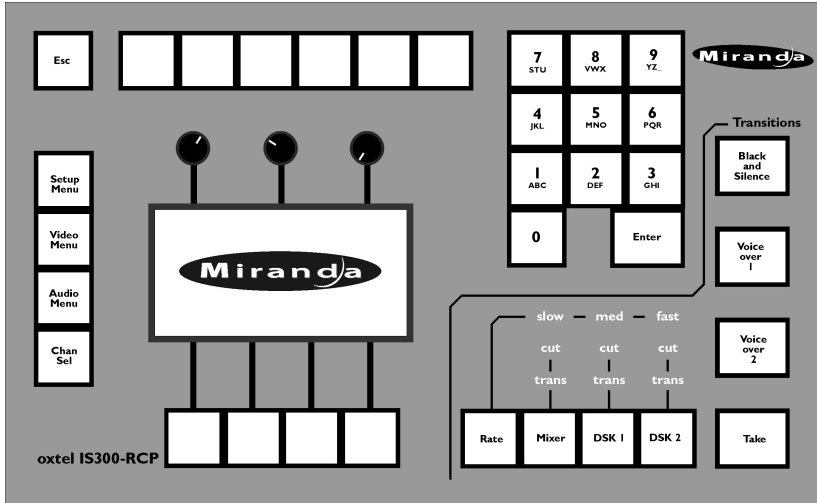 Esc
7
STU
8
VWX
9
YZ_
Miranda
4
JKL
5
MNO
6
PQR
Transitions
1
ABC
2
DEF
3
GHI
Black
and
Silence
Setup
Menu
Video
Menu
Audio
Menu
Chan
Sel
Miranda
0
Enter
Voice
over
1
slow med fast
cut cut cut
trans trans trans
Voice
over
2
Rate
Mixer
DSK 1
DSK 2
Take
oxtel IS300-RCP